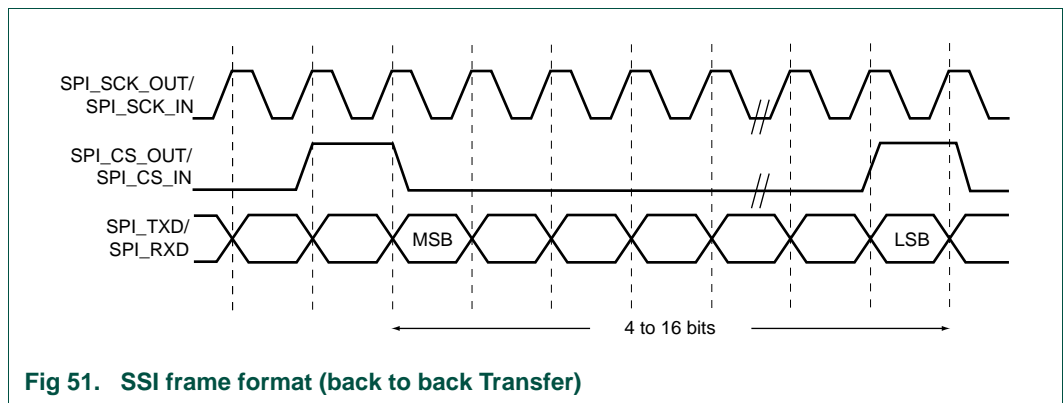 SPI_SCK_OUT/
SPI_SCK_IN
SPI_CS_OUT/
SPI_CS_IN
SPI_TXD/
SPI_RXD
MSB
LSB
4 to 16 bits
Fig 51. SSI frame format (back to back Transfer)